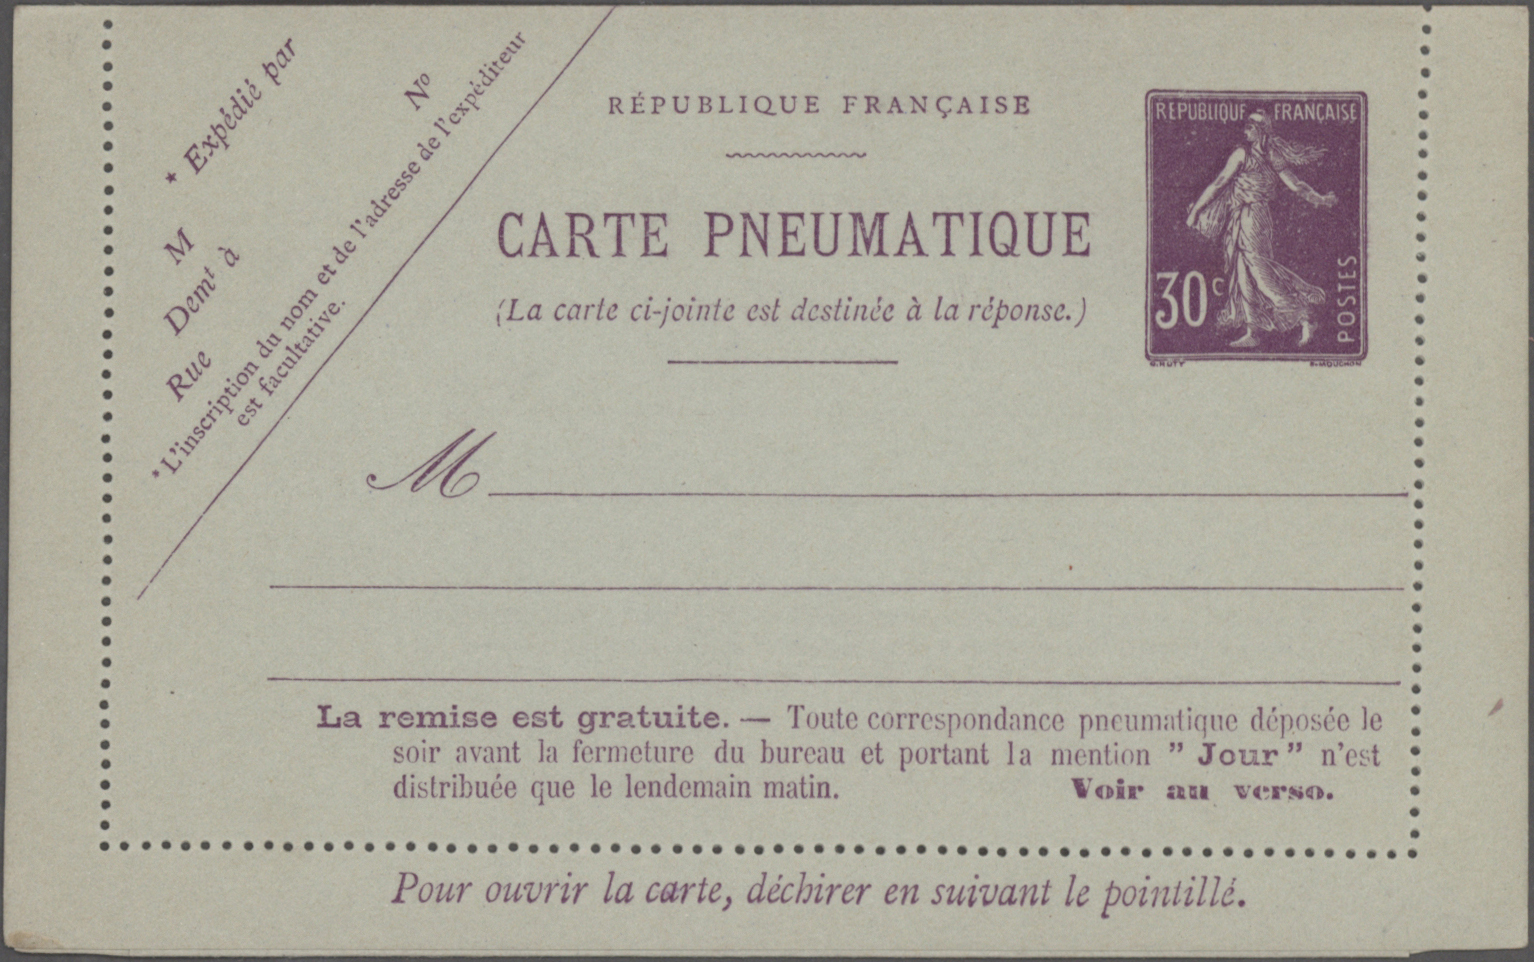 * Expédié par
M
Demt à
Rue
No
*L'inscription du nom et de l'adresse de l'expéditeur
est facultative.
RÉPUBLIQUE FRANÇAISE
CARTE PNEUMATIQUE
(La carte ci-jointe est destinée à la réponse.)
REPUBLIQUE FRANÇAISE
30c
POSTES
E. MOUCHON
M
La remise est gratuite. — Toute correspondance pneumatique déposée le
soir avant la fermeture du bureau et portant la mention " Jour " n'est
distribuée que le lendemain matin. Voir au verso.
Pour ouvrir la carte, déchirer en suivant le pointillé.